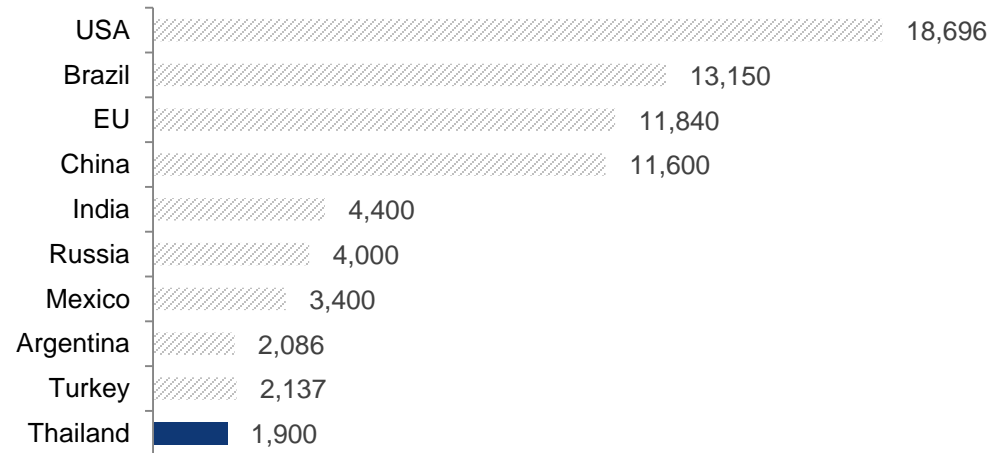 USA 18,696
Brazil 13,150
EU 11,840
China 11,600
India 4,400
Russia 4,000
Mexico 3,400
Argentina 2,086
Turkey 2,137
Thailand 1,900